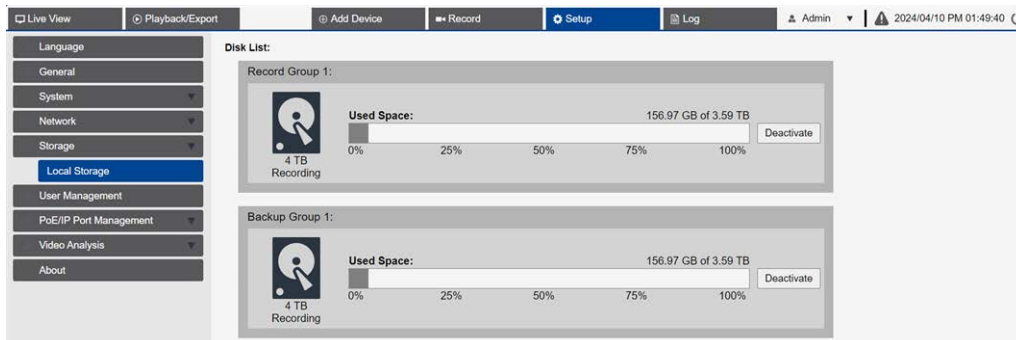 Live View
Playback/Export
Add Device
Record
Setup
Log
Admin
2024/04/10 PM 01:49:40
Language
General
System
Network
Storage
Local Storage
User Management
PoE/IP Port Management
Video Analysis
About
Disk List:
Record Group 1:
Used Space:
156.97 GB of 3.59 TB
Deactivate
0% 25% 50% 75% 100%
4 TB
Recording
Backup Group 1:
Used Space:
156.97 GB of 3.59 TB
Deactivate
0% 25% 50% 75% 100%
4 TB
Recording